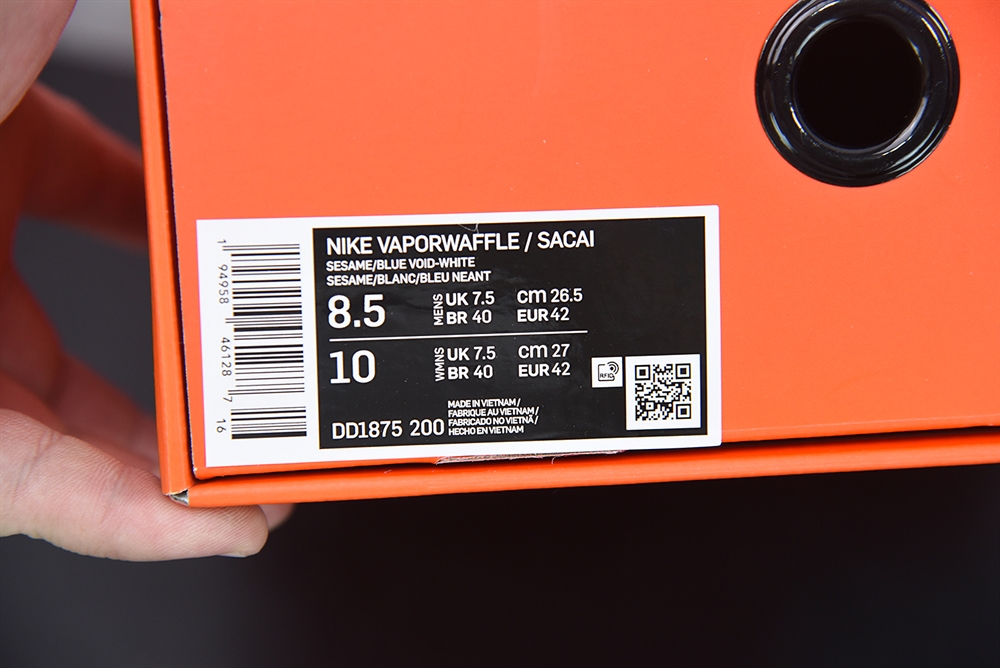 NIKE VAPORWAFFLE / SACAI
SESAME/BLUE VOID-WHITE
SESAME/BLANC/BLEU NEANT
8.5 MENS UK 7.5 cm 26.5
BR 40 EUR 42
10 WMNS UK 7.5 cm 27
BR 40 EUR 42
RFID
MADE IN VIETNAM /
FABRIQUE AU VIETNAM /
FABRICADO NO VIETNÃ /
HECHO EN VIETNAM
DD1875 200
1 94958 46128 7 16